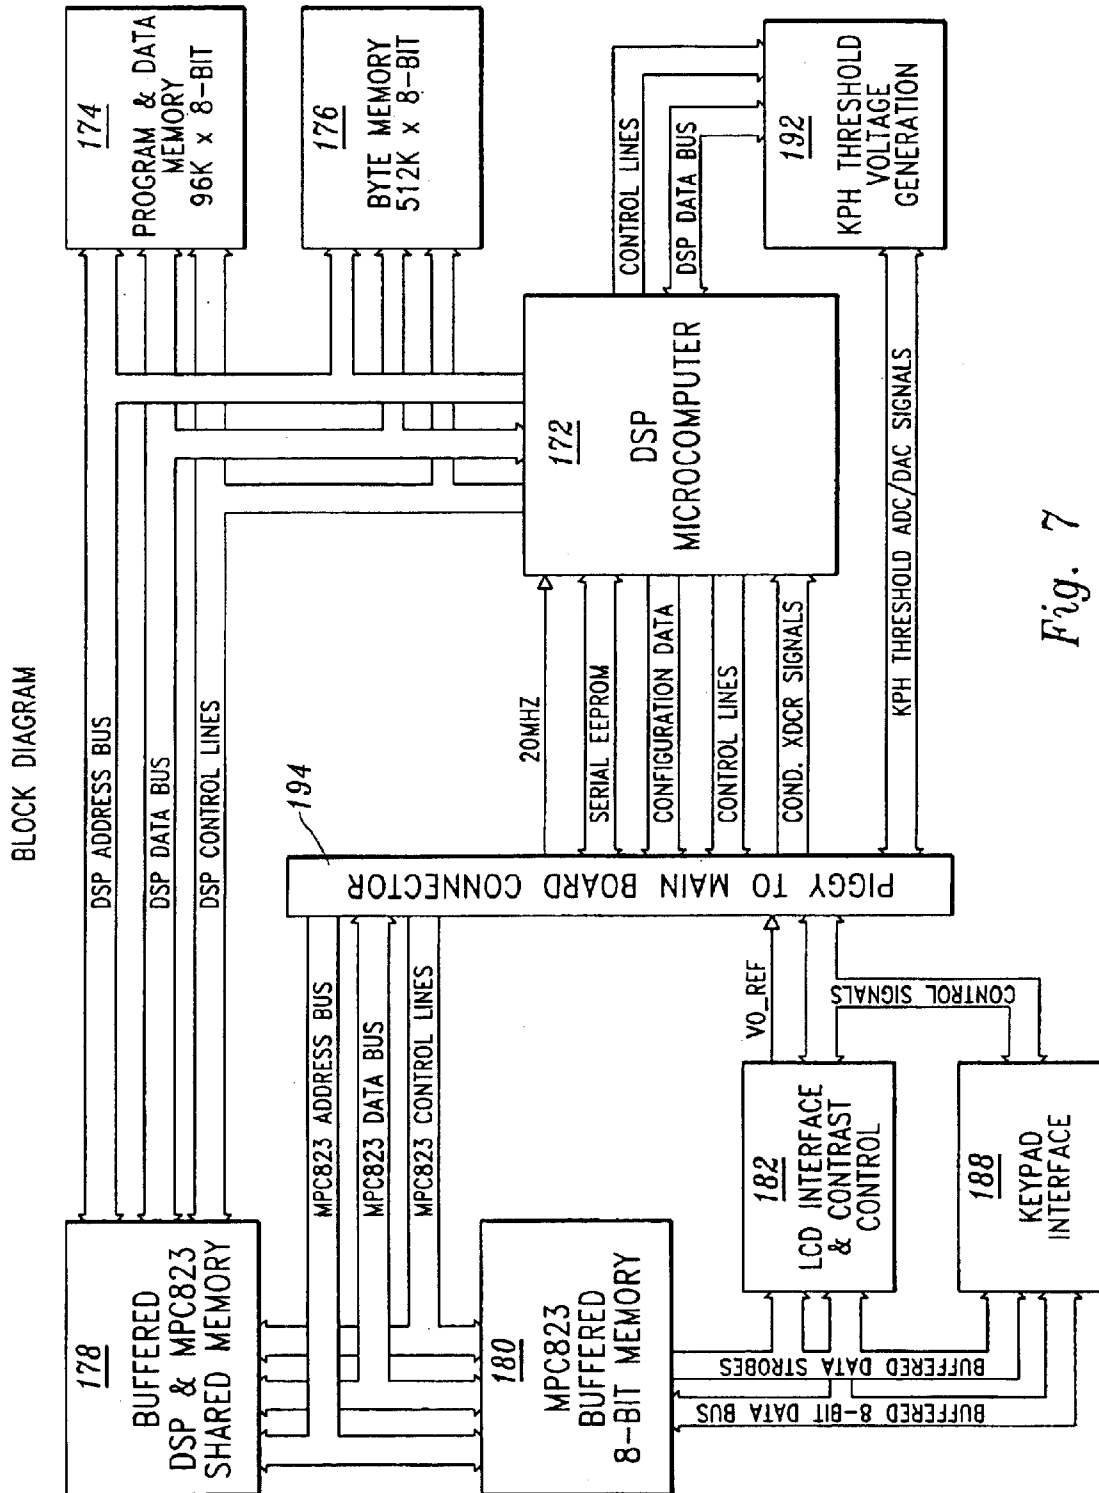 BLOCK DIAGRAM
174
PROGRAM & DATA
MEMORY
96K x 8-BIT
176
BYTE MEMORY
512K x 8-BIT
192
KPH THRESHOLD
VOLTAGE
GENERATION
CONTROL LINES
DSP DATA BUS
172
DSP
MICROCOMPUTER
DSP ADDRESS BUS
DSP DATA BUS
DSP CONTROL LINES
20MHZ
SERIAL EEPROM
CONFIGURATION DATA
CONTROL LINES
COND. XDCR SIGNALS
KPH THRESHOLD ADC/DAC SIGNALS
194
PIGGY TO MAIN BOARD CONNECTOR
MPC823 ADDRESS BUS
MPC823 DATA BUS
MPC823 CONTROL LINES
VO_REF
CONTROL SIGNALS
178
BUFFERED
DSP & MPC823
SHARED MEMORY
180
MPC823
BUFFERED
8-BIT MEMORY
182
LCD INTERFACE
& CONTRAST
CONTROL
188
KEYPAD
INTERFACE
BUFFERED DATA STROBES
BUFFERED 8-BIT DATA BUS
Fig. 7